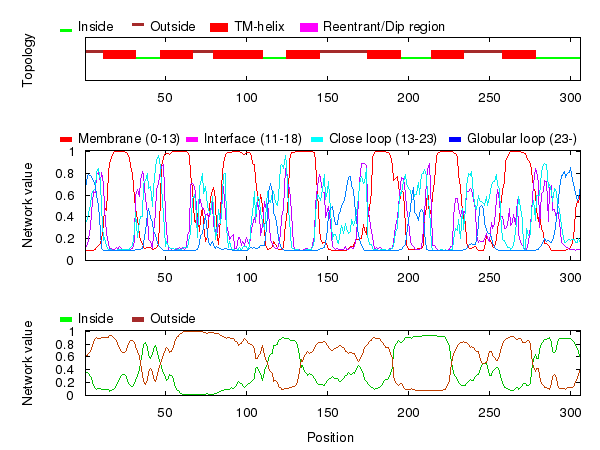 Inside Outside TM-helix Reentrant/Dip region
Topology
50 100 150 200 250 300
Membrane (0-13) Interface (11-18) Close loop (13-23) Globular loop (23-)
Network value
1
0.8
0.6
0.4
0.2
0
50 100 150 200 250 300
Inside Outside
Network value
1
0.8
0.6
0.4
0.2
0
50 100 150 200 250 300
Position